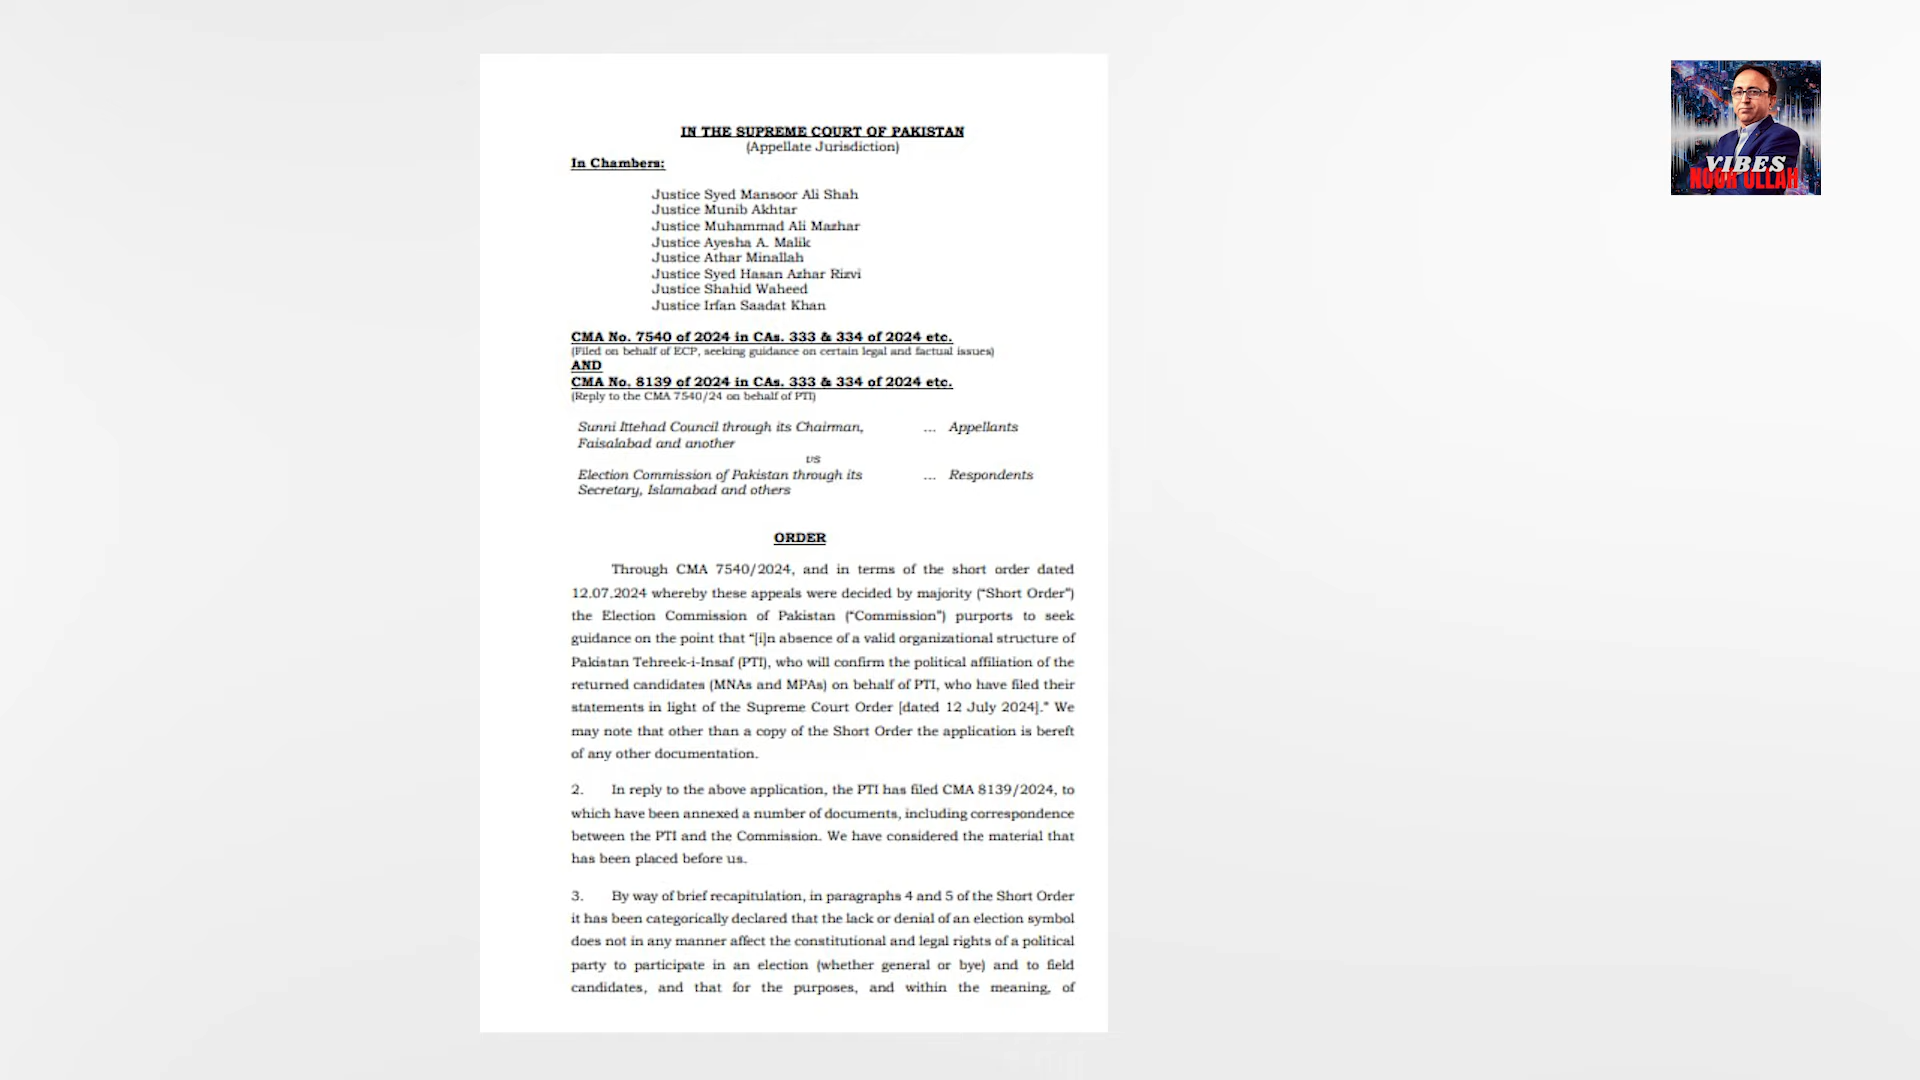 IN THE SUPREME COURT OF PAKISTAN
(Appellate Jurisdiction)
In Chambers:
Justice Syed Mansoor Ali Shah
Justice Munib Akhtar
Justice Muhammad Ali Mazhar
Justice Ayesha A. Malik
Justice Athar Minallah
Justice Syed Hasan Azhar Rizvi
Justice Shahid Waheed
Justice Irfan Saadat Khan
CMA No. 7540 of 2024 in CAs. 333 & 334 of 2024 etc.
(Filed on behalf of ECP, seeking guidance on certain legal and factual issues)
AND
CMA No. 8139 of 2024 in CAs. 333 & 334 of 2024 etc.
(Reply to the CMA 7540/24 on behalf of PTI)
Sunni Ittehad Council through its Chairman, ... Appellants
Faisalabad and another
vs
Election Commission of Pakistan through its ... Respondents
Secretary, Islamabad and others
ORDER
Through CMA 7540/2024, and in terms of the short order dated
12.07.2024 whereby these appeals were decided by majority (“Short Order”)
the Election Commission of Pakistan (“Commission”) purports to seek
guidance on the point that “[i]n absence of a valid organizational structure of
Pakistan Tehreek-i-Insaf (PTI), who will confirm the political affiliation of the
returned candidates (MNAs and MPAs) on behalf of PTI, who have filed their
statements in light of the Supreme Court Order [dated 12 July 2024].” We
may note that other than a copy of the Short Order the application is bereft
of any other documentation.
2. In reply to the above application, the PTI has filed CMA 8139/2024, to
which have been annexed a number of documents, including correspondence
between the PTI and the Commission. We have considered the material that
has been placed before us.
3. By way of brief recapitulation, in paragraphs 4 and 5 of the Short Order
it has been categorically declared that the lack or denial of an election symbol
does not in any manner affect the constitutional and legal rights of a political
party to participate in an election (whether general or bye) and to field
candidates, and that for the purposes, and within the meaning, of
VIBES
NOOR ULLAH